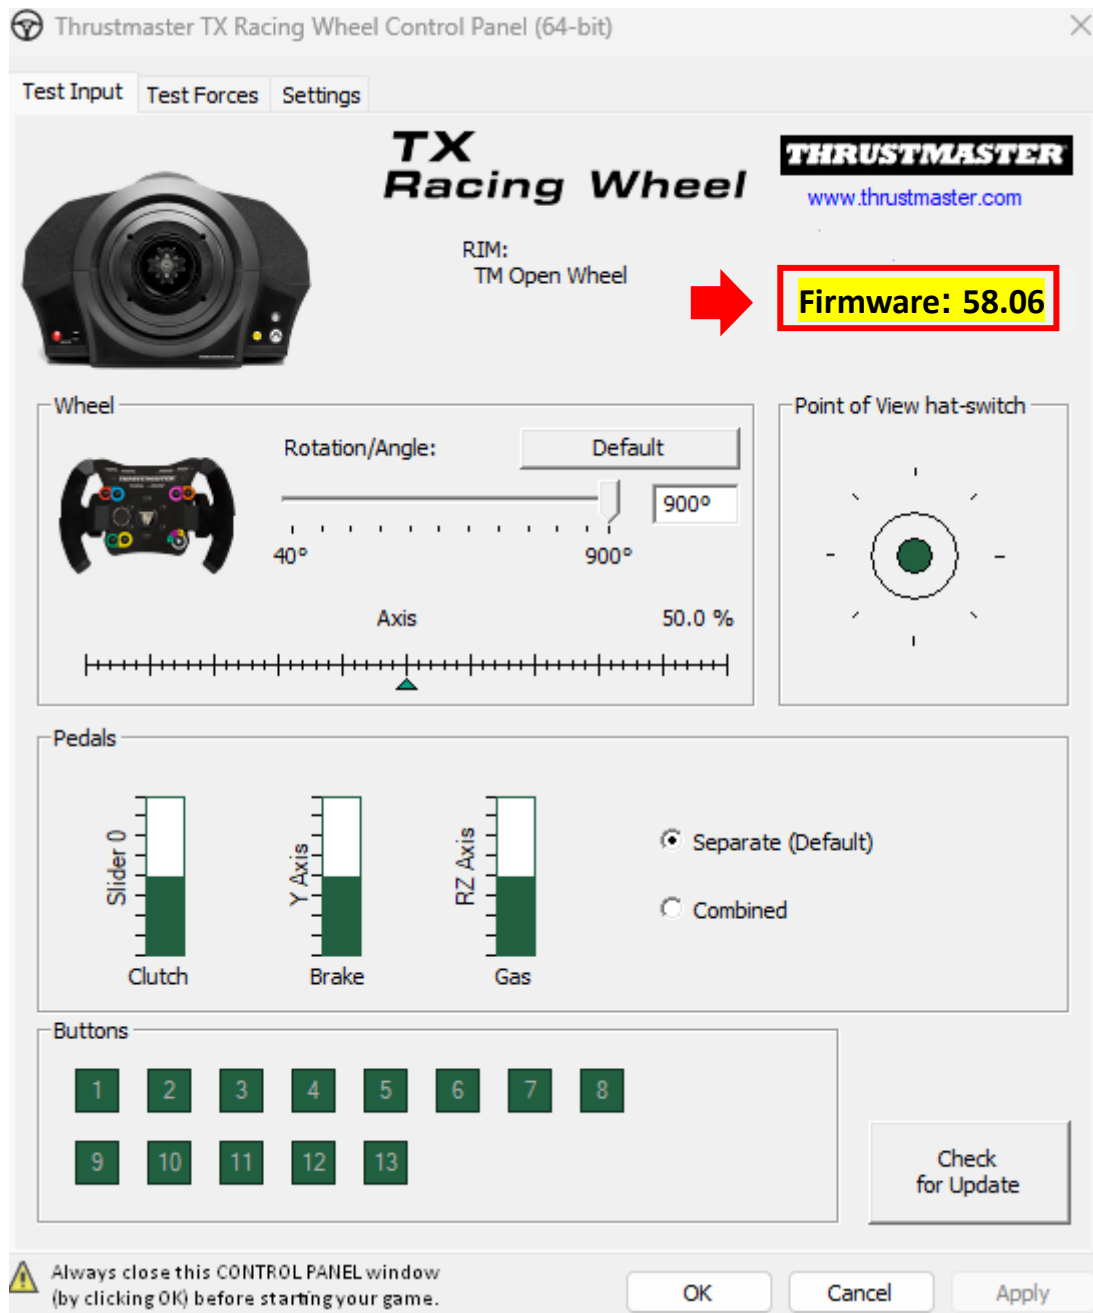 Thrustmaster TX Racing Wheel Control Panel (64-bit)
Test Input Test Forces Settings
TX
Racing Wheel
THRUSTMASTER
www.thrustmaster.com
RIM:
TM Open Wheel
Firmware: 58.06
Wheel
Rotation/Angle:
Default
900°
40°
900°
Axis
50.0 %
Point of View hat-switch
Pedals
Slider 0
Clutch
Y Axis
Brake
RZ Axis
Gas
Separate (Default)
Combined
Buttons
1 2 3 4 5 6 7 8
9 10 11 12 13
Check
for Update
Always close this CONTROL PANEL window
(by clicking OK) before starting your game.
OK Cancel Apply